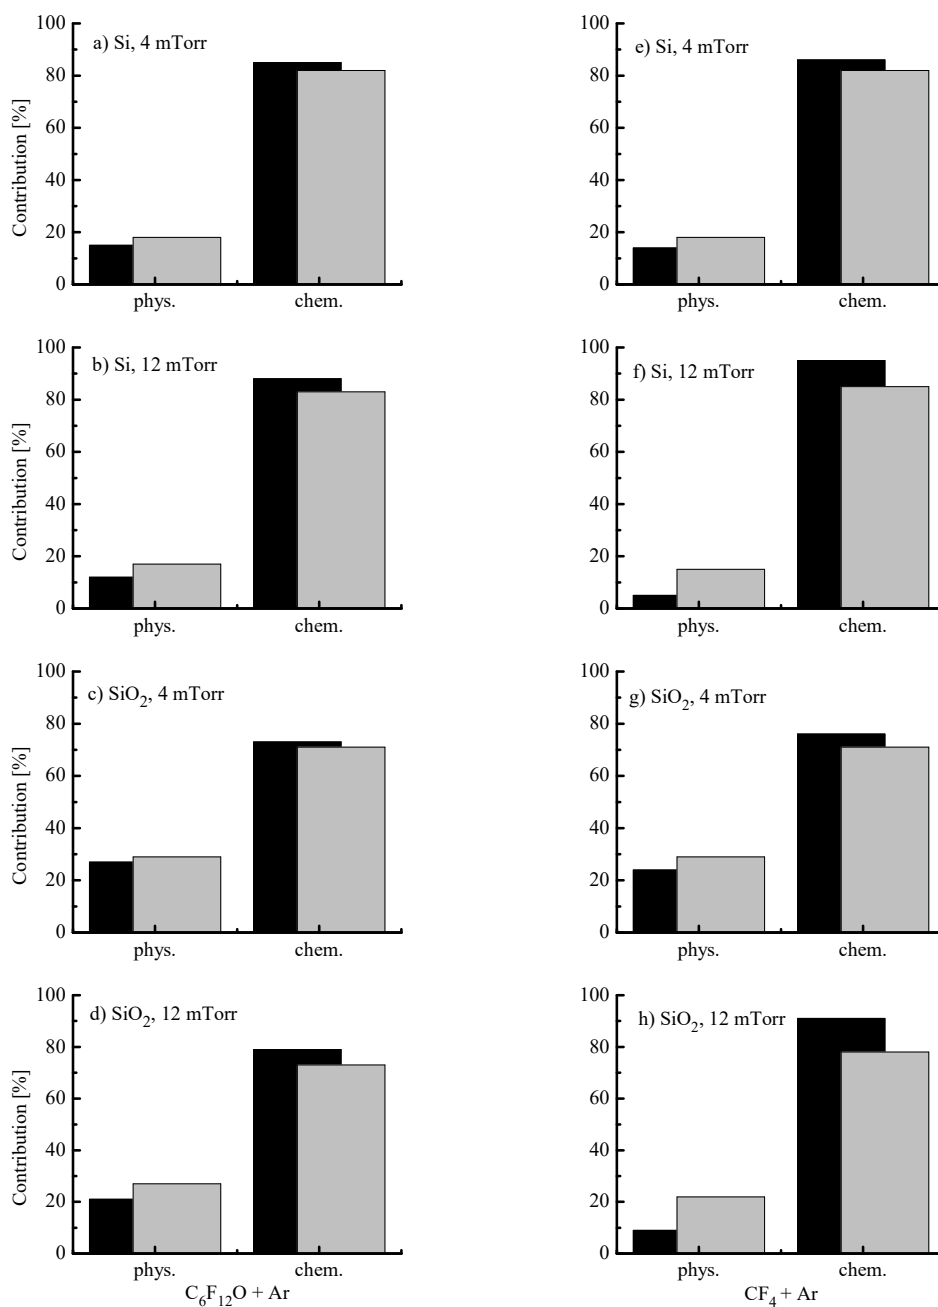 a) Si, 4 mTorr
Contribution [%]
100
80
60
40
20
0
phys. chem.
e) Si, 4 mTorr
100
80
60
40
20
0
phys. chem.
b) Si, 12 mTorr
Contribution [%]
100
80
60
40
20
0
phys. chem.
f) Si, 12 mTorr
100
80
60
40
20
0
phys. chem.
c) SiO₂, 4 mTorr
Contribution [%]
100
80
60
40
20
0
phys. chem.
g) SiO₂, 4 mTorr
100
80
60
40
20
0
phys. chem.
d) SiO₂, 12 mTorr
Contribution [%]
100
80
60
40
20
0
phys. chem.
C₆F₁₂O + Ar
h) SiO₂, 12 mTorr
100
80
60
40
20
0
phys. chem.
CF₄ + Ar